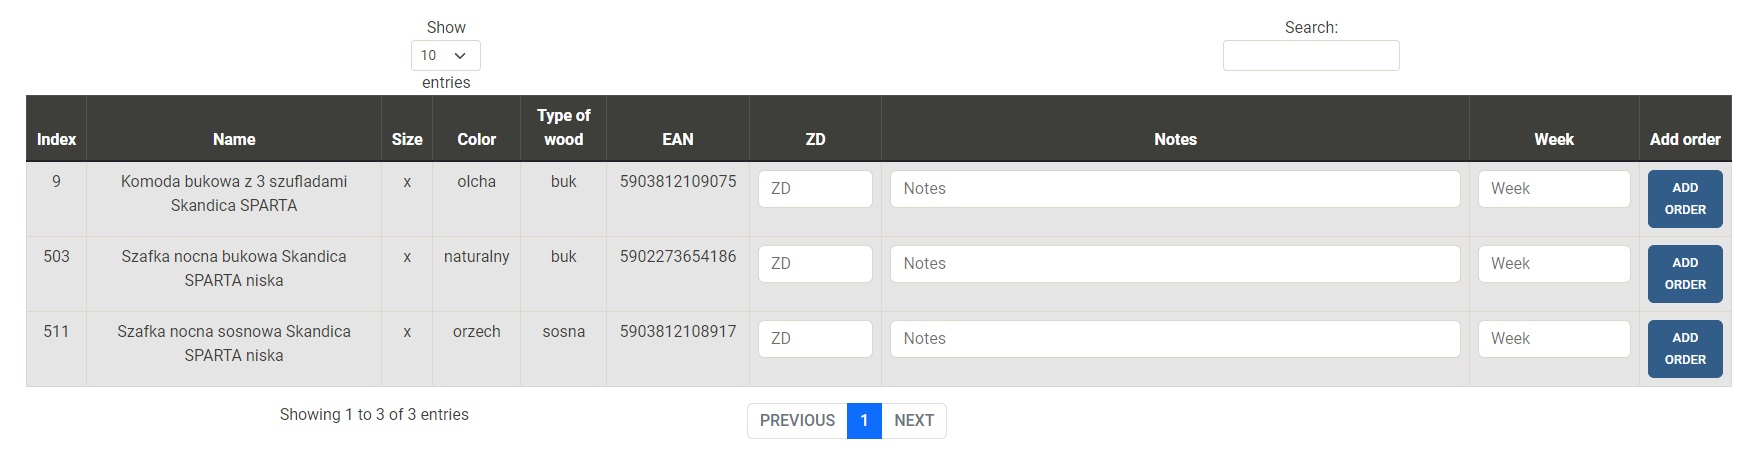 Show
10
entries
Search:
Index Name Size Color Type of wood EAN ZD Notes Week Add order
9 Komoda bukowa z 3 szufladami x olcha buk 5903812109075 ZD Notes Week ADD
Skandica SPARTA ORDER
503 Szafka nocna bukowa Skandica x naturalny buk 5902273654186 ZD Notes Week ADD
SPARTA niska ORDER
511 Szafka nocna sosnowa Skandica x orzech sosna 5903812108917 ZD Notes Week ADD
SPARTA niska ORDER
Showing 1 to 3 of 3 entries PREVIOUS 1 NEXT